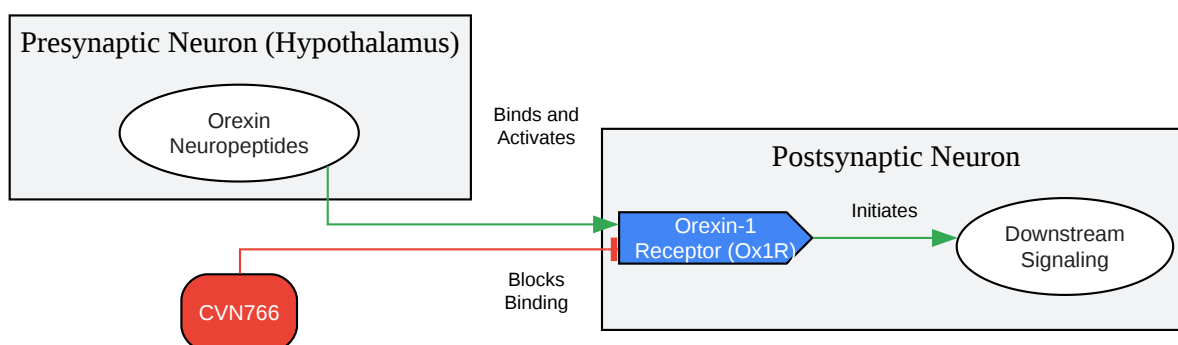 Presynaptic Neuron (Hypothalamus)
Orexin
Neuropeptides
Binds and
Activates
Postsynaptic Neuron
Orexin-1
Receptor (Ox1R)
Initiates
Downstream
Signaling
Blocks
Binding
CVN766